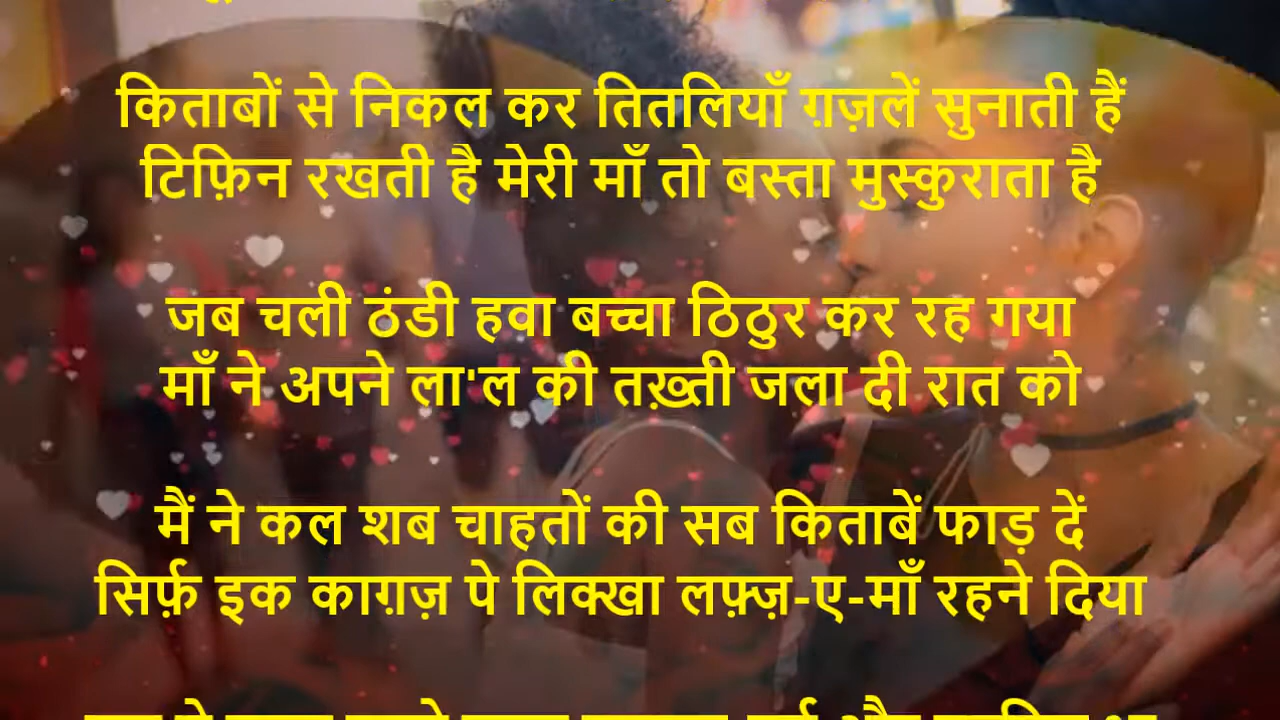 किताबों से निकल कर तितलियाँ ग़ज़लें सुनाती हैं
टिफ़िन रखती है मेरी माँ तो बस्ता मुस्कुराता है
जब चली ठंडी हवा बच्चा ठिठुर कर रह गया
माँ ने अपने ला'ल की तख़्ती जला दी रात को
मैं ने कल शब चाहतों की सब किताबें फाड़ दें
सिर्फ़ इक काग़ज़ पे लिक्खा लफ़्ज़-ए-माँ रहने दिया